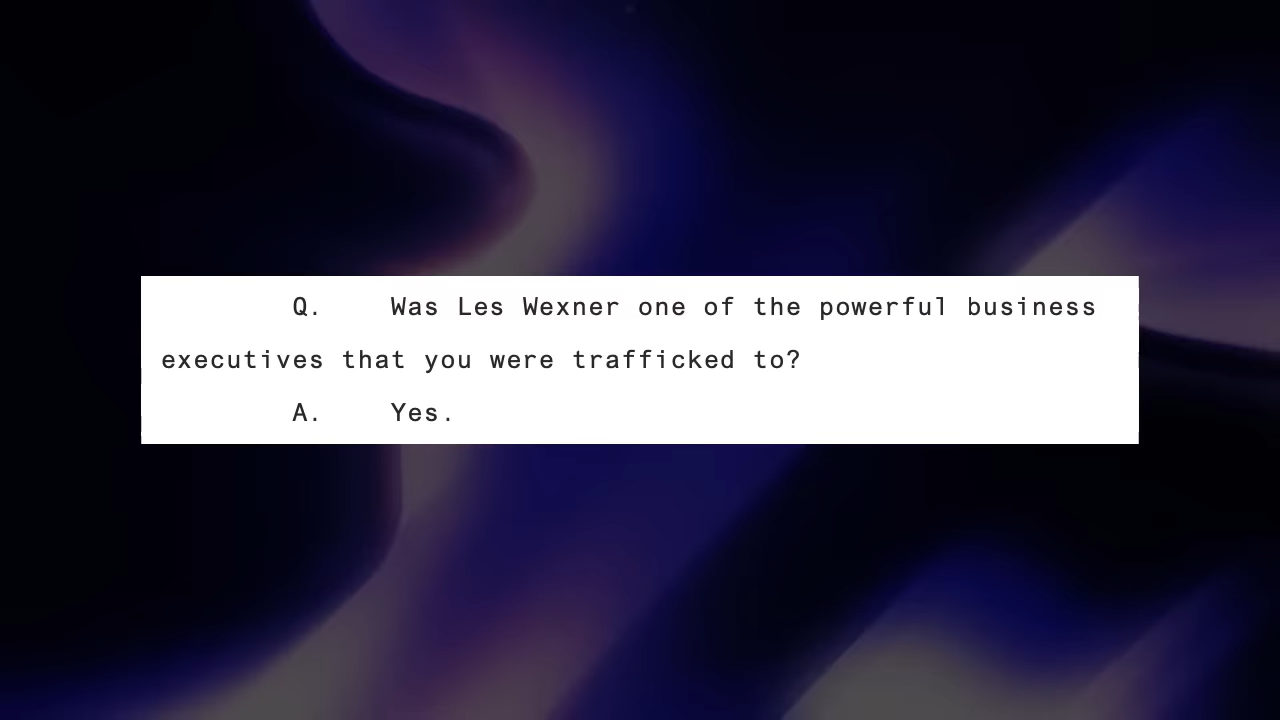 Q. Was Les Wexner one of the powerful business
executives that you were trafficked to?
A. Yes.